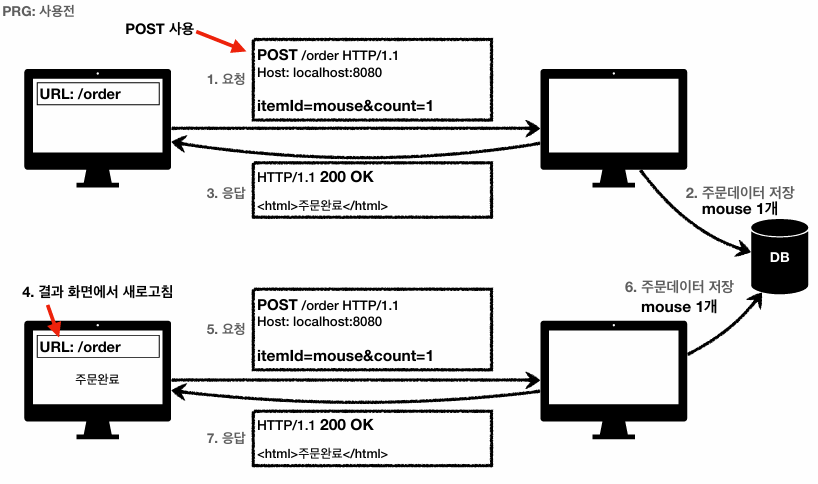 PRG: 사용전
POST 사용
POST /order HTTP/1.1
Host: localhost:8080
itemId=mouse&count=1
1. 요청
URL: /order
HTTP/1.1 200 OK
<html>주문완료</html>
3. 응답
2. 주문데이터 저장
mouse 1개
DB
4. 결과 화면에서 새로고침
POST /order HTTP/1.1
Host: localhost:8080
itemId=mouse&count=1
5. 요청
6. 주문데이터 저장
mouse 1개
URL: /order
주문완료
HTTP/1.1 200 OK
<html>주문완료</html>
7. 응답